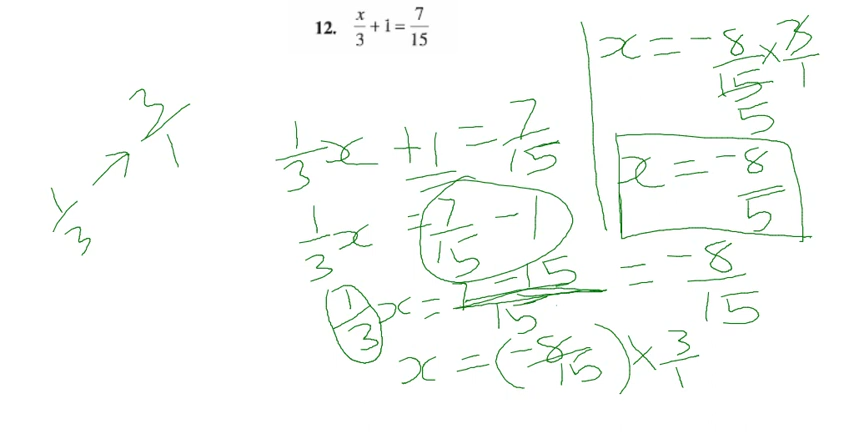 12. x/3 + 1 = 7/15
1/3 → 3/1
1/3 x + 1 = 7/15
1/3 x = 7/15 - 1
1/3 x = 7 - 15/15 = -8/15
x = (-8/15) × 3/1
x = -8/15 × 3/1
5
x = -8/5